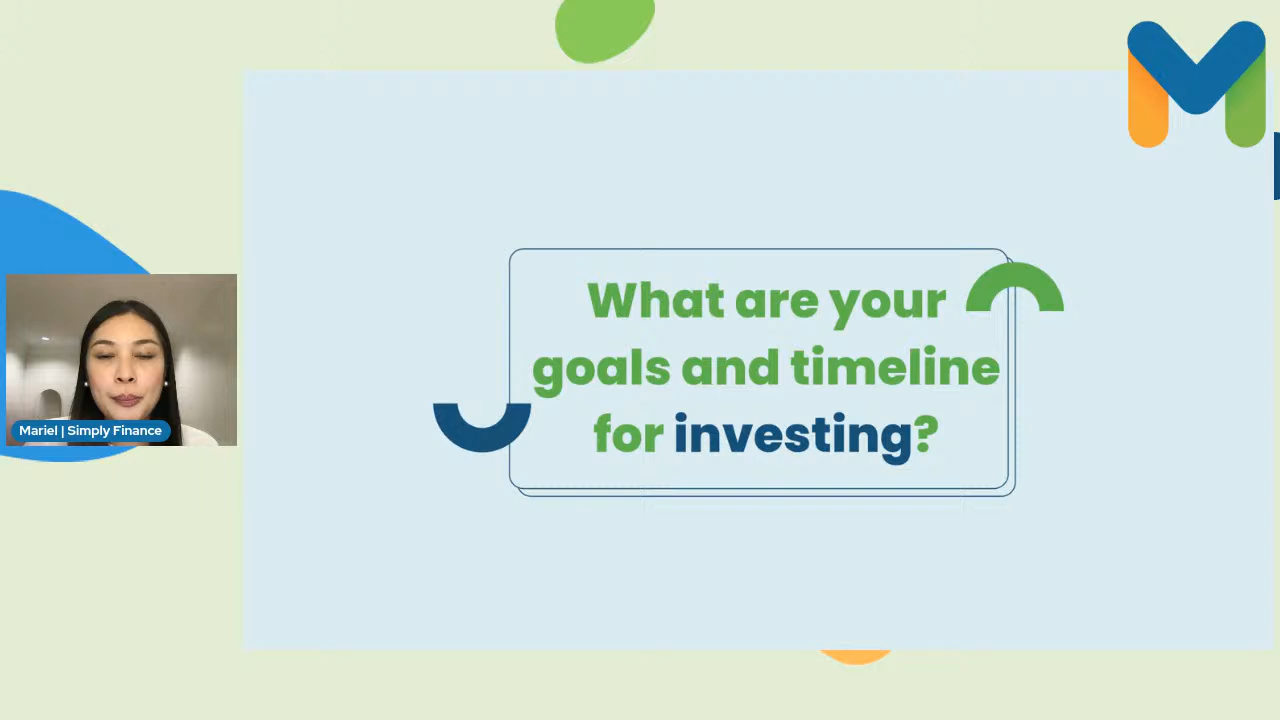 What are your
goals and timeline
for investing?
Mariel | Simply Finance